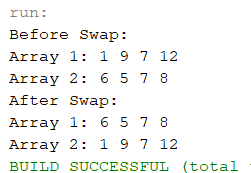 run:
Before Swap:
Array 1: 1 9 7 12
Array 2: 6 5 7 8
After Swap:
Array 1: 6 5 7 8
Array 2: 1 9 7 12
BUILD SUCCESSFUL (total